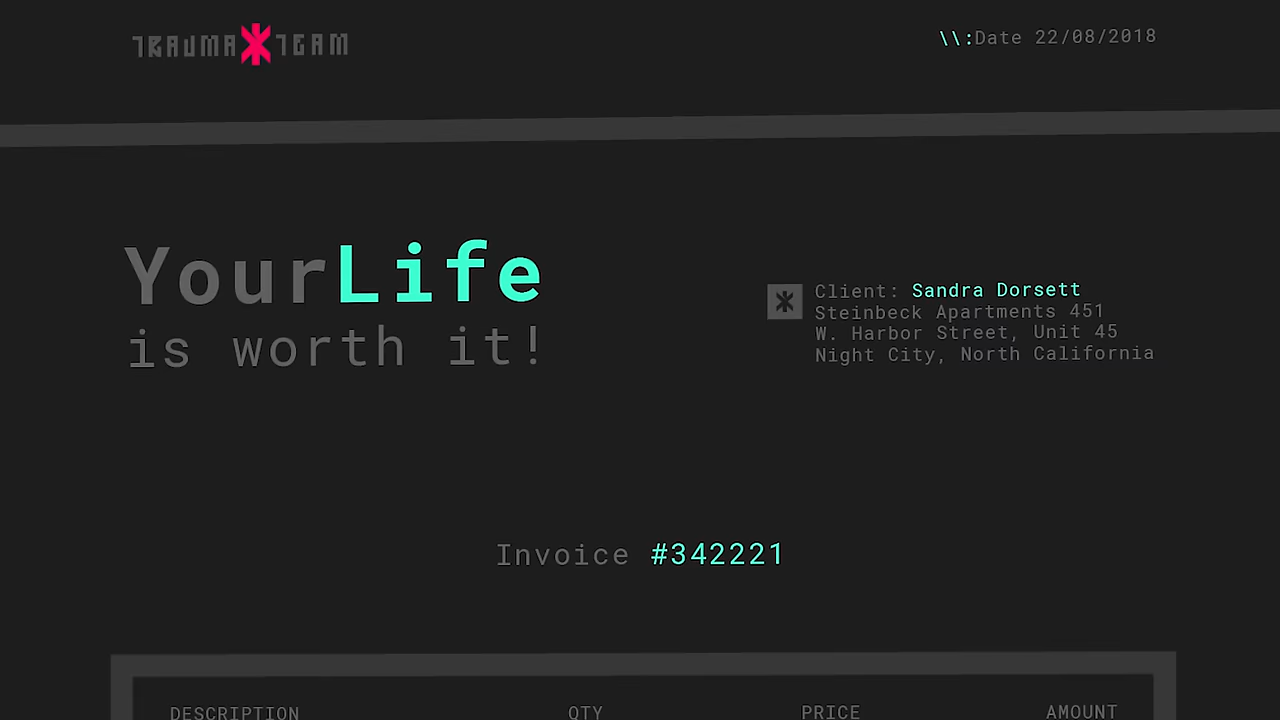 TRAUMA TEAM
\\:Date 22/08/2018
YourLife
is worth it!
Client: Sandra Dorsett
Steinbeck Apartments 451
W. Harbor Street, Unit 45
Night City, North California
Invoice #342221
DESCRIPTION QTY PRICE AMOUNT